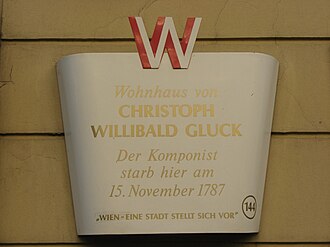 W
Wohnhaus von
CHRISTOPH
WILLIBALD GLUCK
Der Komponist
starb hier am
15. November 1787
144
„WIEN - EINE STADT STELLT SICH VOR"